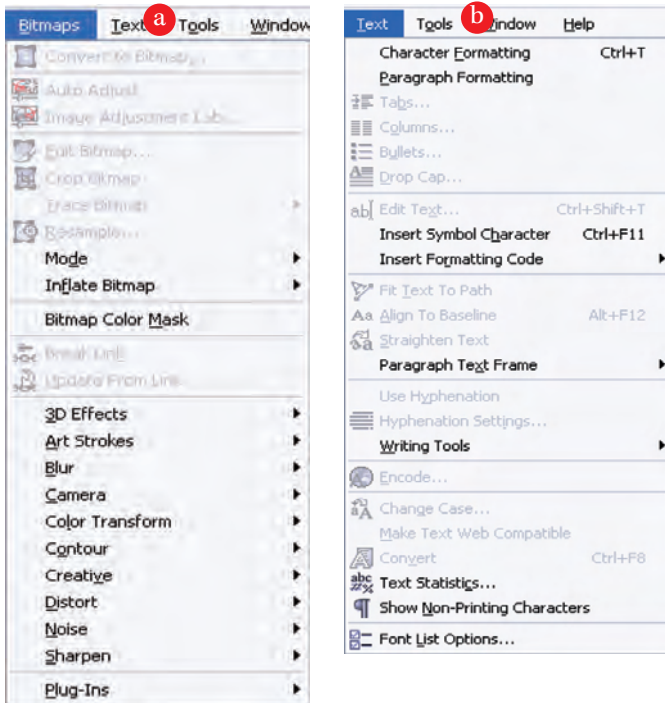 Bitmaps Text a Tools Window
Convert to Bitmap...
Auto Adjust
Image Adjustment Lab...
Edit Bitmap...
Crop Bitmap
Trace Bitmap
Resample...
Mode
Inflate Bitmap
Bitmap Color Mask
Break Link
Update From Link
3D Effects
Art Strokes
Blur
Camera
Color Transform
Contour
Creative
Distort
Noise
Sharpen
Plug-Ins
Text Tools b indow Help
Character Formatting Ctrl+T
Paragraph Formatting
Tabs...
Columns...
Bullets...
Drop Cap...
Edit Text... Ctrl+Shift+T
Insert Symbol Character Ctrl+F11
Insert Formatting Code
Fit Text To Path
Align To Baseline Alt+F12
Straighten Text
Paragraph Text Frame
Use Hyphenation
Hyphenation Settings...
Writing Tools
Encode...
Change Case...
Make Text Web Compatible
Convert Ctrl+F8
Text Statistics...
Show Non-Printing Characters
Font List Options...